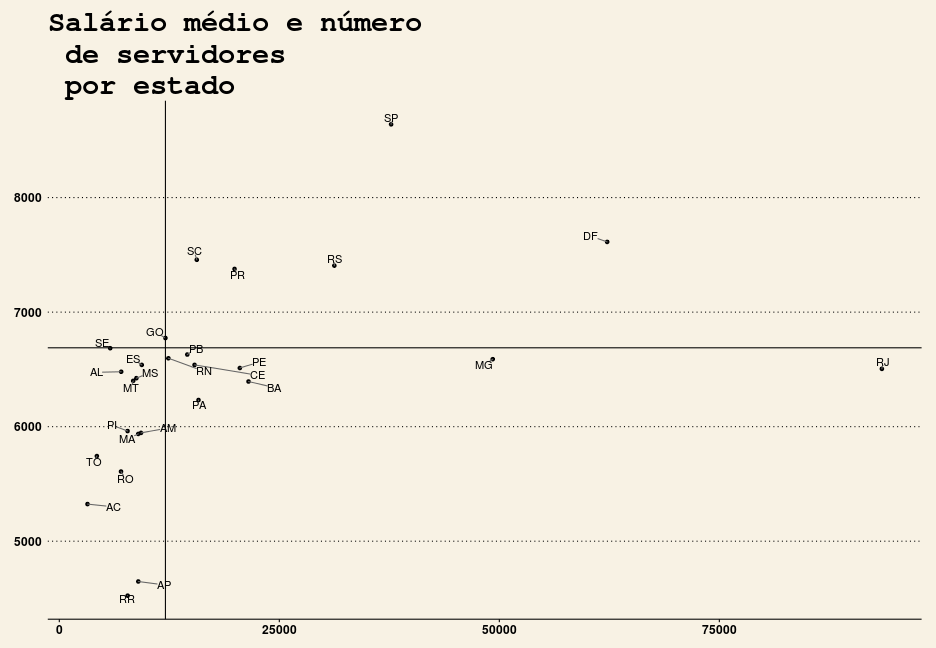 Salário médio e número
de servidores
por estado
SP
8000
DF
SC
RS
PR
7000
GO
SE
PB
ES
PE
MG
RJ
AL
MS
RN
CE
MT
BA
PA
6000
PI
AM
MA
TO
RO
AC
5000
AP
RR
0 25000 50000 75000